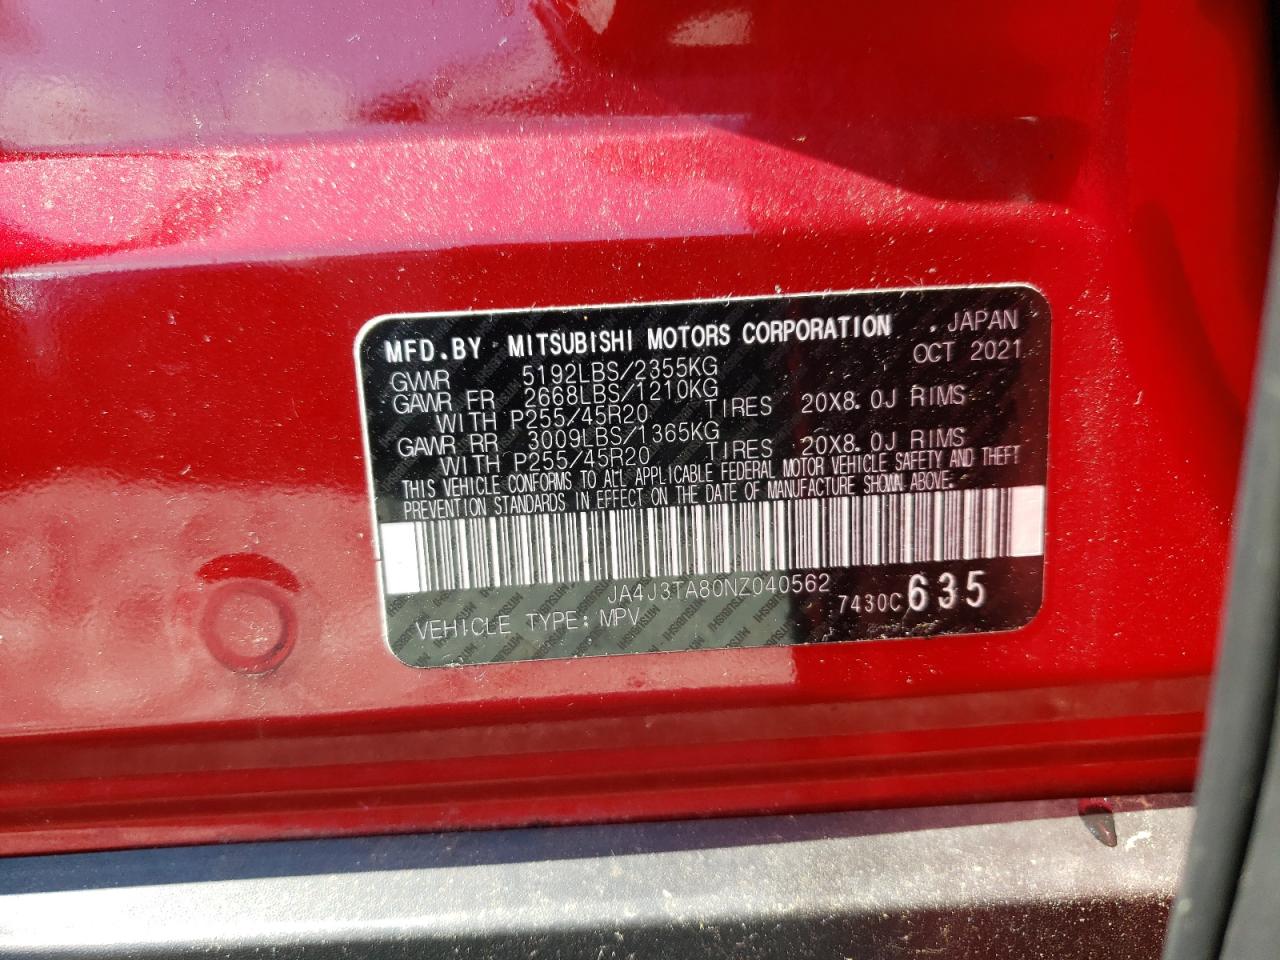 MFD.BY MITSUBISHI MOTORS CORPORATION . JAPAN
OCT 2021
GVWR 5192LBS/2355KG
GAWR FR 2668LBS/1210KG
WITH P255/45R20 TIRES 20X8.0J RIMS
GAWR RR 3009LBS/1365KG
WITH P255/45R20 TIRES 20X8.0J RIMS
THIS VEHICLE CONFORMS TO ALL APPLICABLE FEDERAL MOTOR VEHICLE SAFETY AND THEFT
PREVENTION STANDARDS IN EFFECT ON THE DATE OF MANUFACTURE SHOWN ABOVE.
JA4J3TA80NZ040562
7430C635
VEHICLE TYPE: MPV